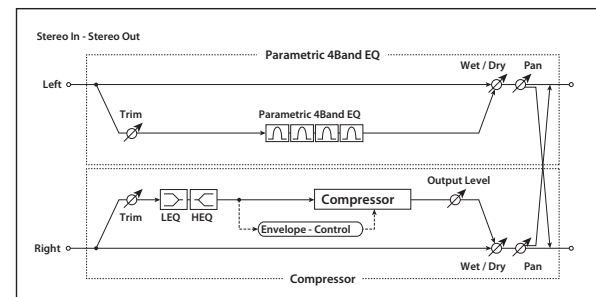 Stereo In - Stereo Out
Parametric 4Band EQ
Wet / Dry
Pan
Left
Trim
Parametric 4Band EQ
Trim
LEQ
HEQ
Compressor
Output Level
Envelope - Control
Right
Wet / Dry
Pan
Compressor